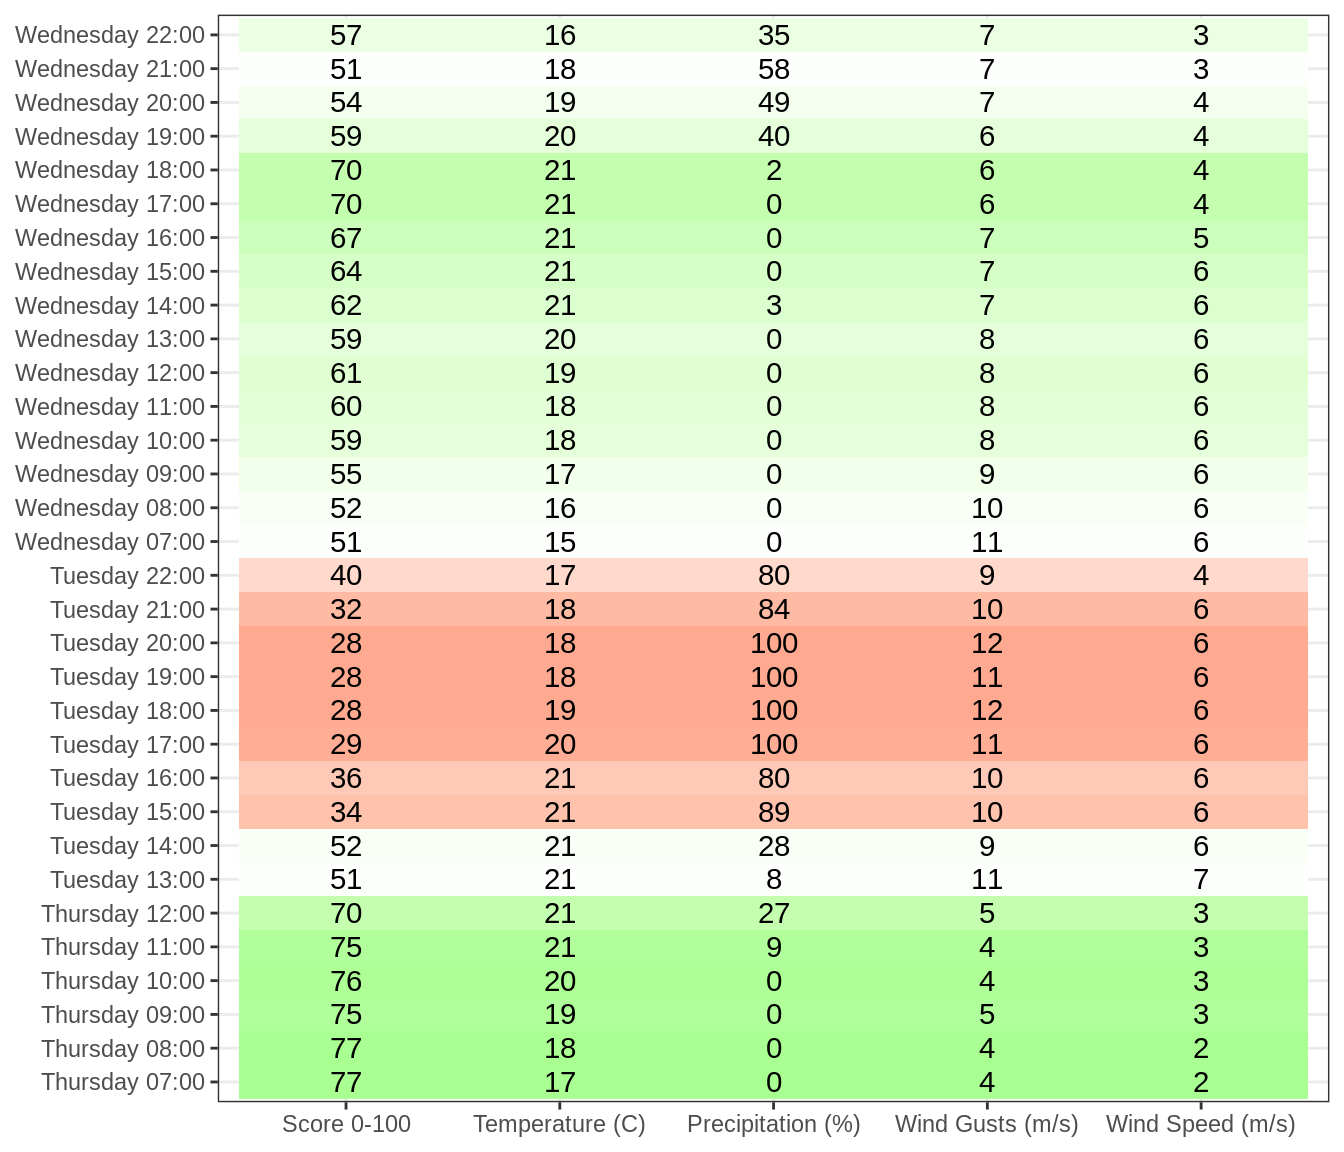 Wednesday 22:00 57 16 35 7 3
Wednesday 21:00 51 18 58 7 3
Wednesday 20:00 54 19 49 7 4
Wednesday 19:00 59 20 40 6 4
Wednesday 18:00 70 21 2 6 4
Wednesday 17:00 70 21 0 6 4
Wednesday 16:00 67 21 0 7 5
Wednesday 15:00 64 21 0 7 6
Wednesday 14:00 62 21 3 7 6
Wednesday 13:00 59 20 0 8 6
Wednesday 12:00 61 19 0 8 6
Wednesday 11:00 60 18 0 8 6
Wednesday 10:00 59 18 0 8 6
Wednesday 09:00 55 17 0 9 6
Wednesday 08:00 52 16 0 10 6
Wednesday 07:00 51 15 0 11 6
Tuesday 22:00 40 17 80 9 4
Tuesday 21:00 32 18 84 10 6
Tuesday 20:00 28 18 100 12 6
Tuesday 19:00 28 18 100 11 6
Tuesday 18:00 28 19 100 12 6
Tuesday 17:00 29 20 100 11 6
Tuesday 16:00 36 21 80 10 6
Tuesday 15:00 34 21 89 10 6
Tuesday 14:00 52 21 28 9 6
Tuesday 13:00 51 21 8 11 7
Thursday 12:00 70 21 27 5 3
Thursday 11:00 75 21 9 4 3
Thursday 10:00 76 20 0 4 3
Thursday 09:00 75 19 0 5 3
Thursday 08:00 77 18 0 4 2
Thursday 07:00 77 17 0 4 2
Score 0-100 Temperature (C) Precipitation (%) Wind Gusts (m/s) Wind Speed (m/s)